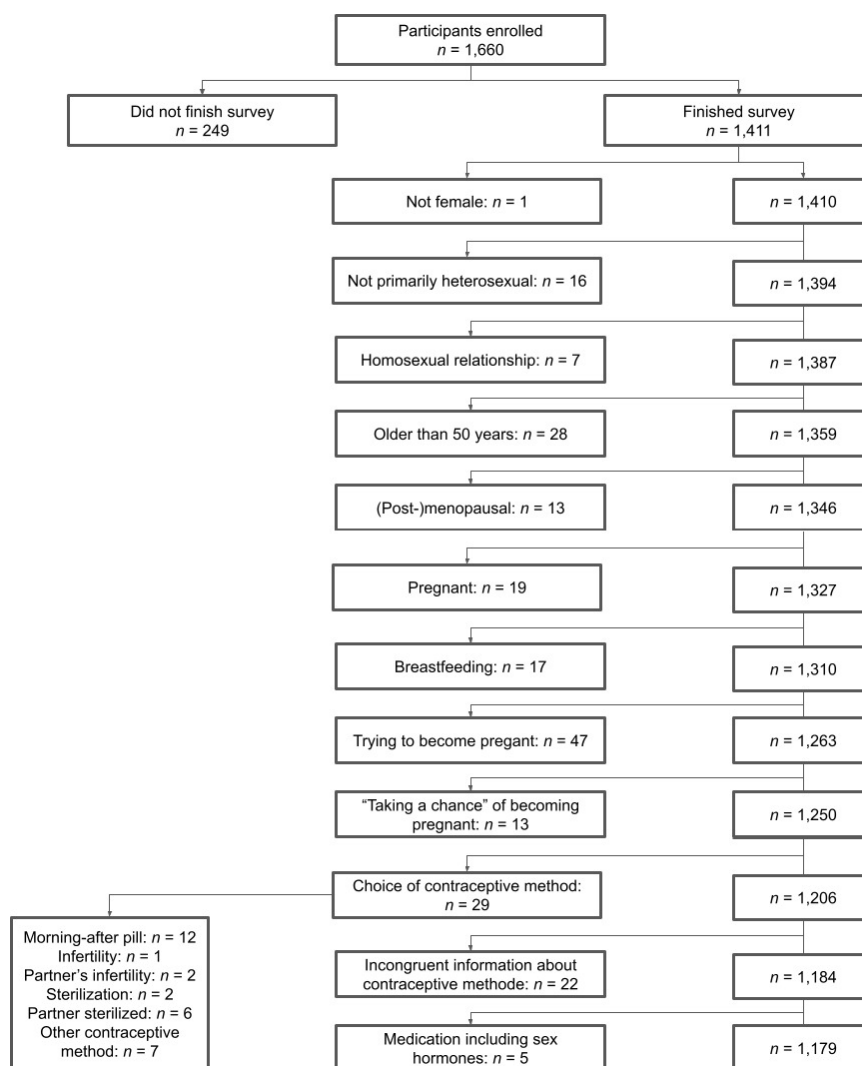 Participants enrolled
n = 1,660
Did not finish survey
n = 249
Finished survey
n = 1,411
Not female: n = 1
n = 1,410
Not primarily heterosexual: n = 16
n = 1,394
Homosexual relationship: n = 7
n = 1,387
Older than 50 years: n = 28
n = 1,359
(Post-)menopausal: n = 13
n = 1,346
Pregnant: n = 19
n = 1,327
Breastfeeding: n = 17
n = 1,310
Trying to become pregant: n = 47
n = 1,263
“Taking a chance” of becoming
pregnant: n = 13
n = 1,250
Choice of contraceptive method:
n = 29
n = 1,206
Morning-after pill: n = 12
Infertility: n = 1
Partner’s infertility: n = 2
Sterilization: n = 2
Partner sterilized: n = 6
Other contraceptive
method: n = 7
Incongruent information about
contraceptive methode: n = 22
n = 1,184
Medication including sex
hormones: n = 5
n = 1,179